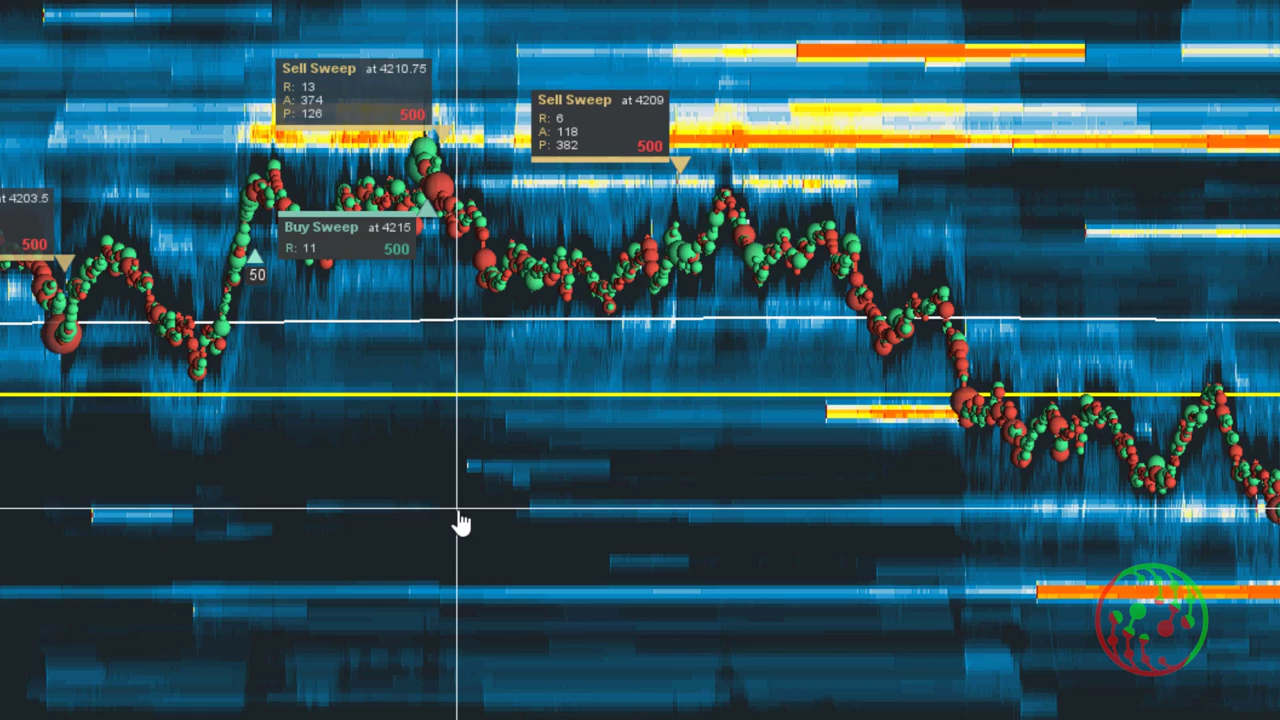 Sell Sweep at 4210.75
R: 13
A: 374
P: 126 500
Sell Sweep at 4209
R: 6
A: 118
P: 382 500
at 4203.5
500
Buy Sweep at 4215
R: 11 500
50